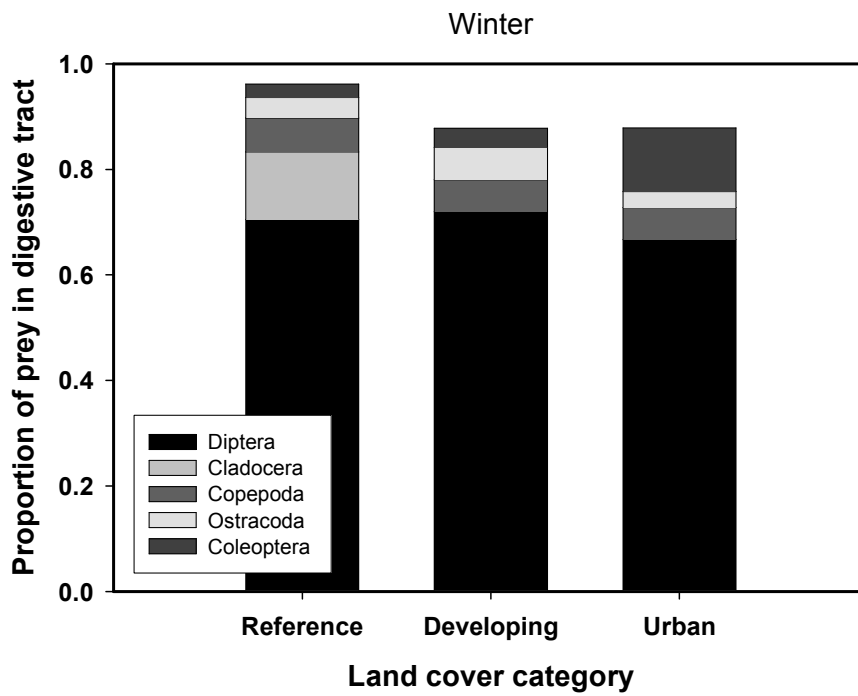 Winter
Proportion of prey in digestive tract
1.0
0.8
0.6
0.4
0.2
0.0
Diptera
Cladocera
Copepoda
Ostracoda
Coleoptera
Reference Developing Urban
Land cover category